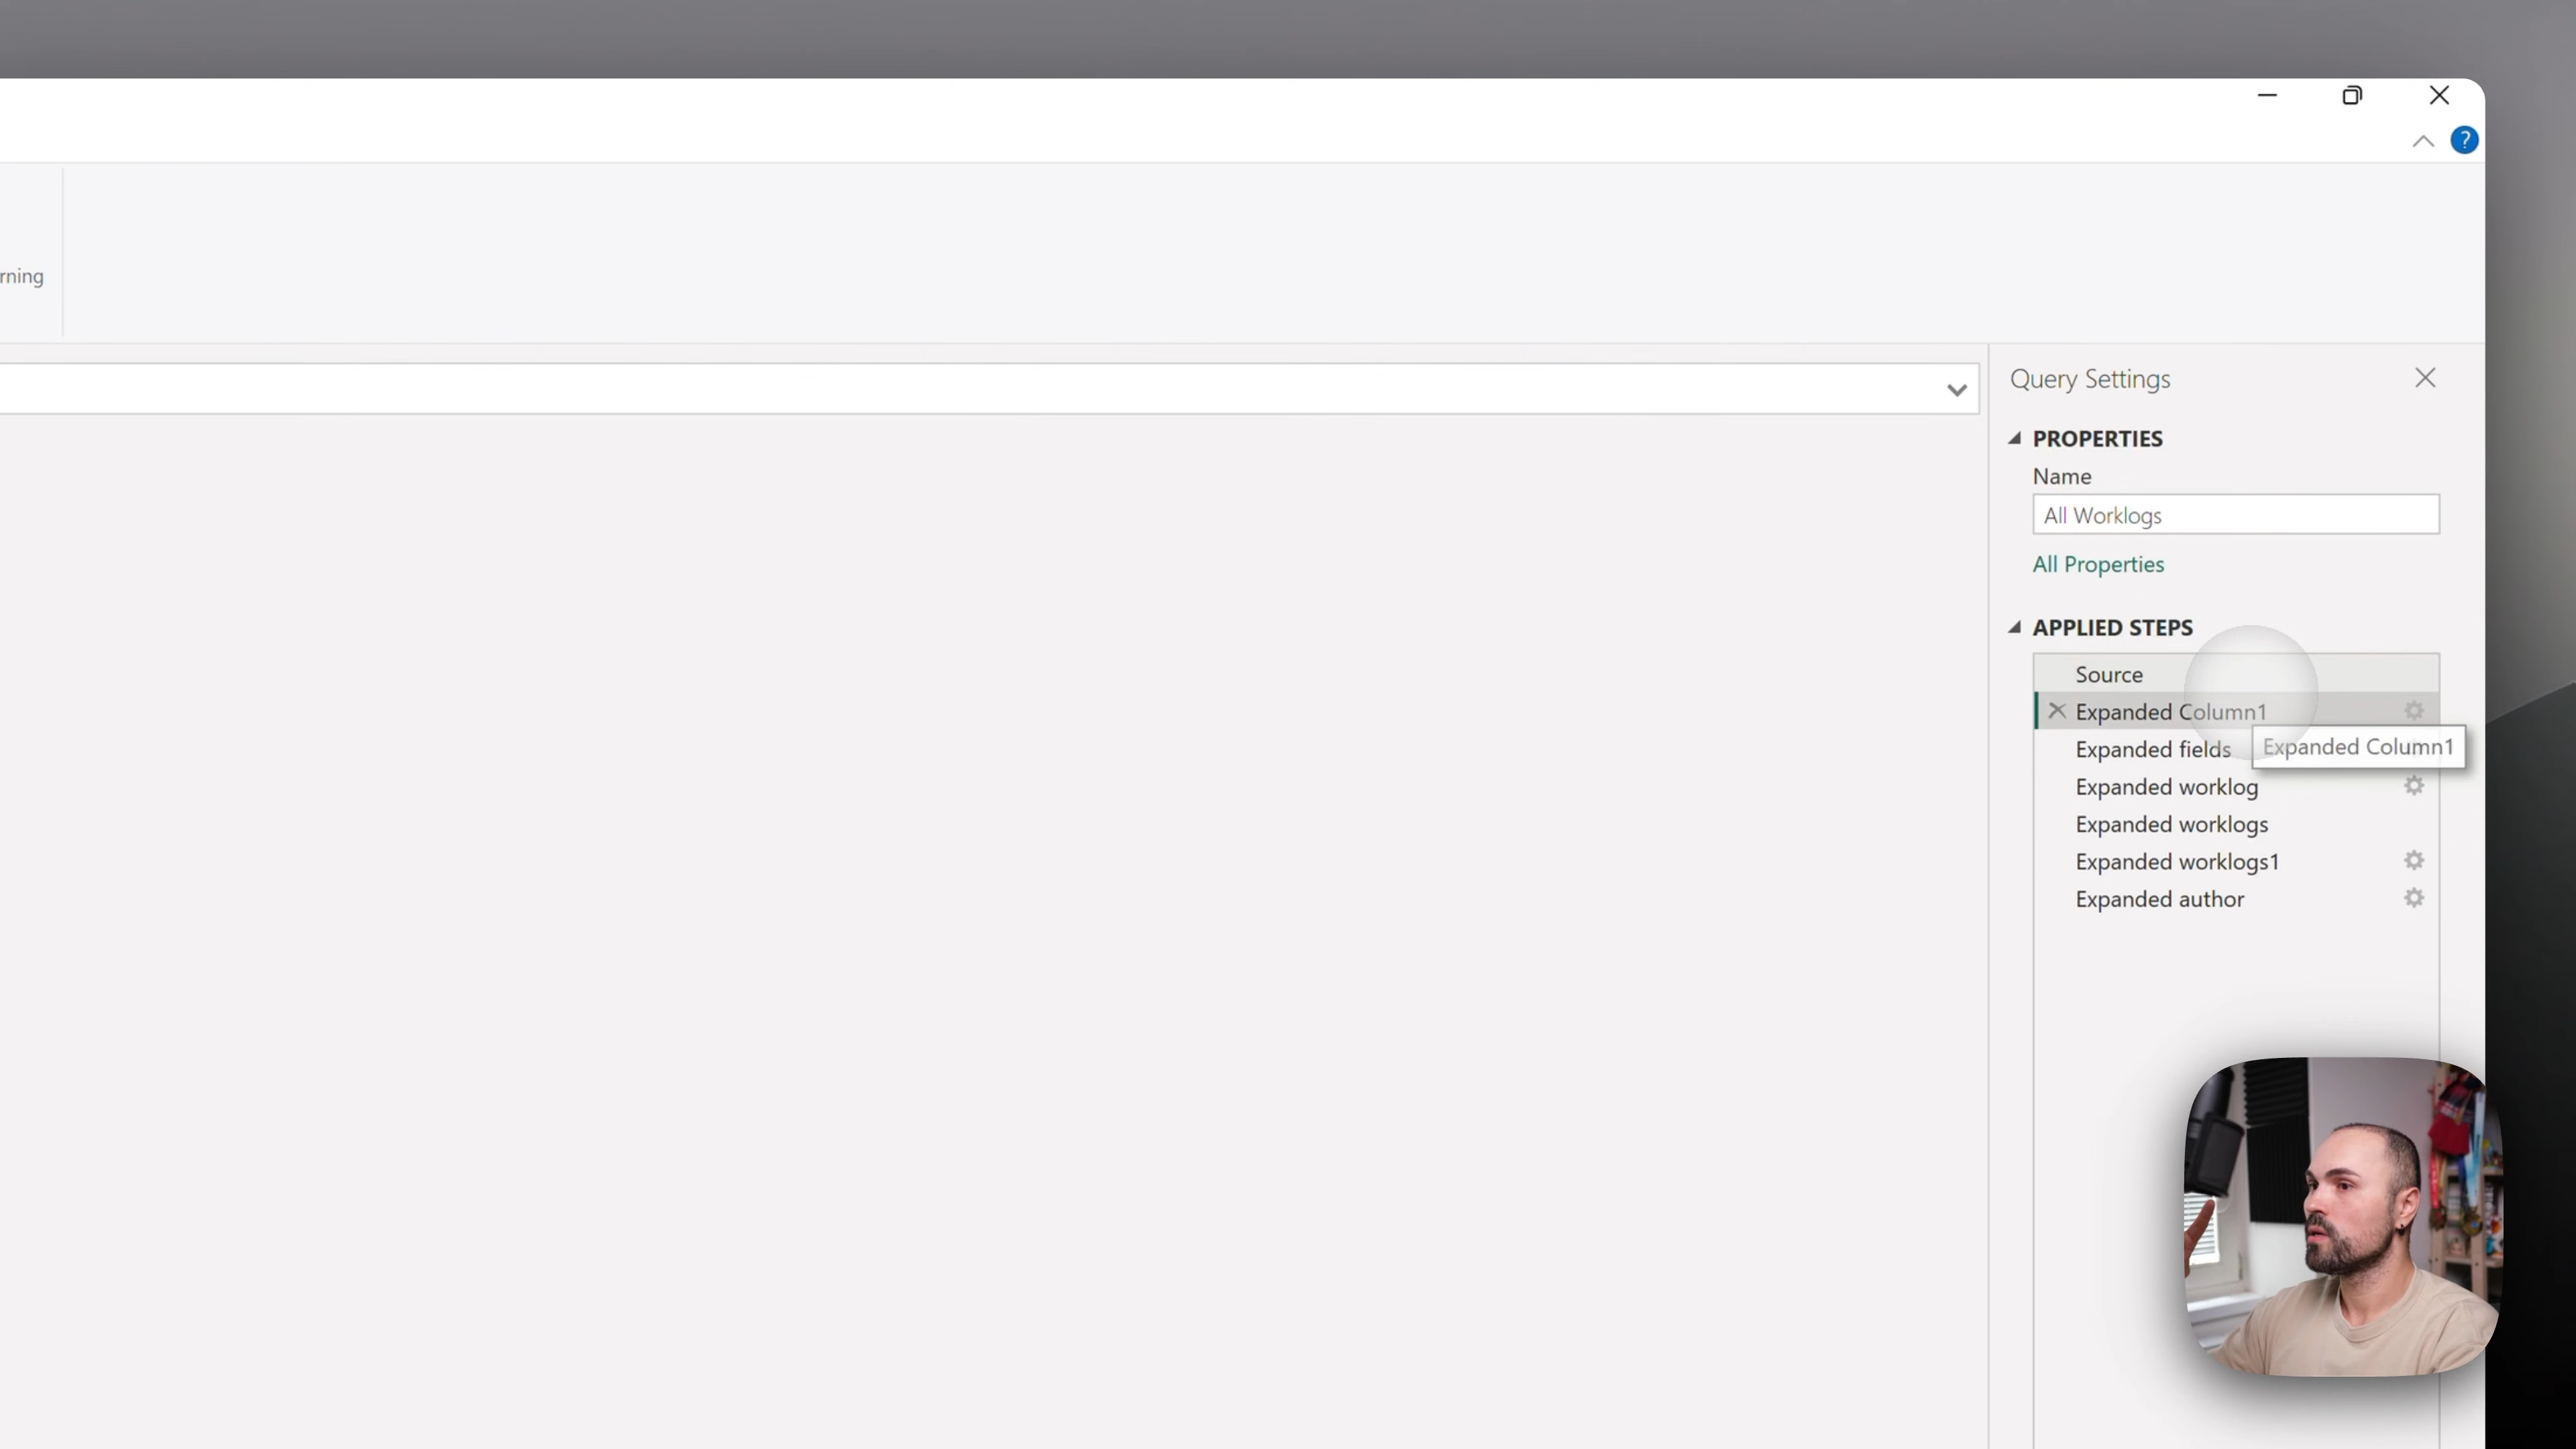 ?
rning
Query Settings
PROPERTIES
Name
All Worklogs
All Properties
APPLIED STEPS
Source
Expanded Column1
Expanded fields
Expanded Column1
Expanded worklog
Expanded worklogs
Expanded worklogs1
Expanded author